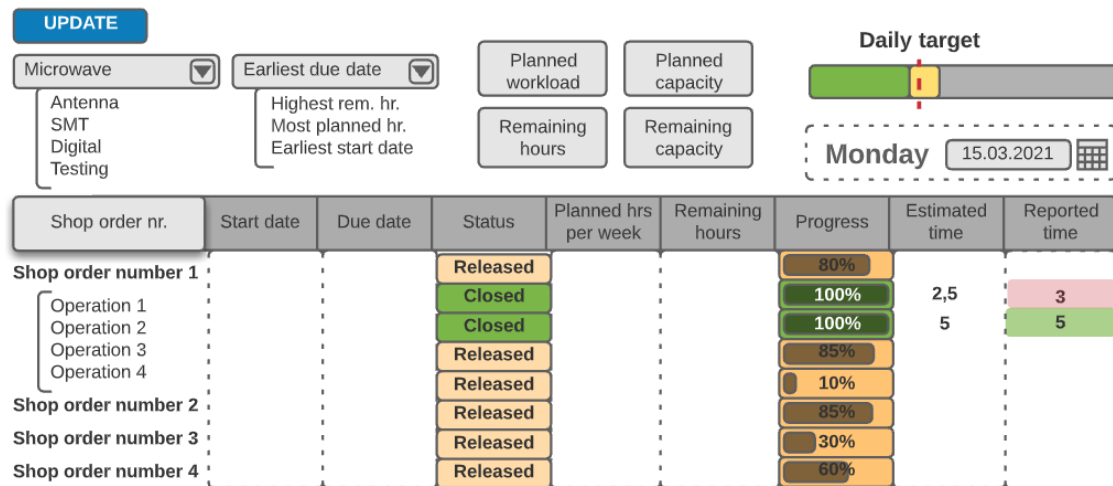 UPDATE
Microwave
Antenna
SMT
Digital
Testing
Earliest due date
Highest rem. hr.
Most planned hr.
Earliest start date
Planned
workload
Planned
capacity
Remaining
hours
Remaining
capacity
Daily target
Monday 15.03.2021
Shop order nr. Start date Due date Status Planned hrs per week Remaining hours Progress Estimated time Reported time
Shop order number 1 Released 80%
Operation 1 Closed 100% 2,5 3
Operation 2 Closed 100% 5 5
Operation 3 Released 85%
Operation 4 Released 10%
Shop order number 2 Released 85%
Shop order number 3 Released 30%
Shop order number 4 Released 60%